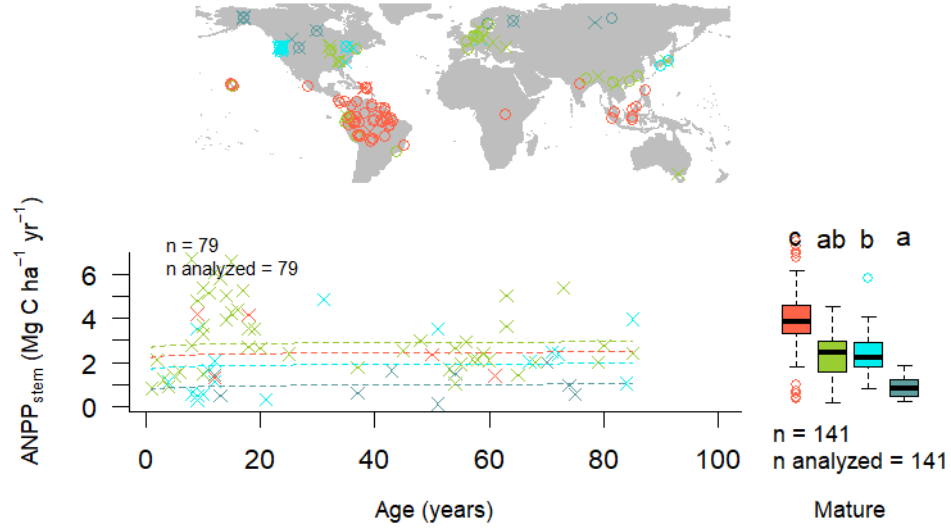 n = 79
n analyzed = 79
ANPPstem (Mg C ha−1 yr−1)
6
4
2
0
0 20 40 60 80 100
Age (years)
c ab b a
n = 141
n analyzed = 141
Mature